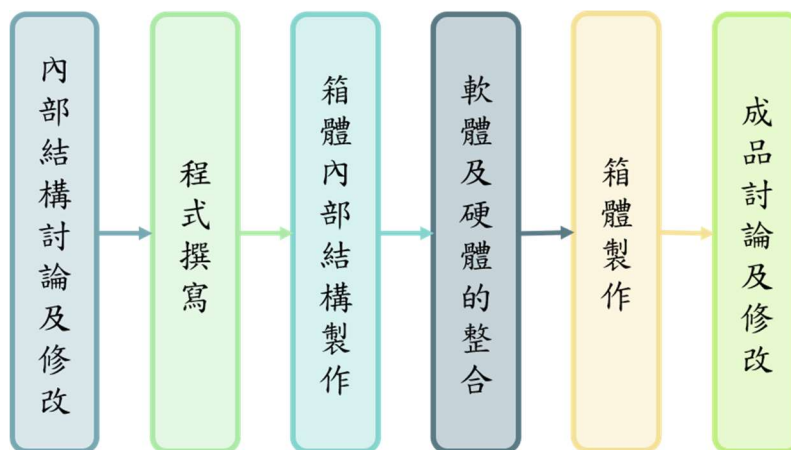 內部結構討論及修改
程式撰寫
箱體內部結構製作
軟體及硬體的整合
箱體製作
成品討論及修改